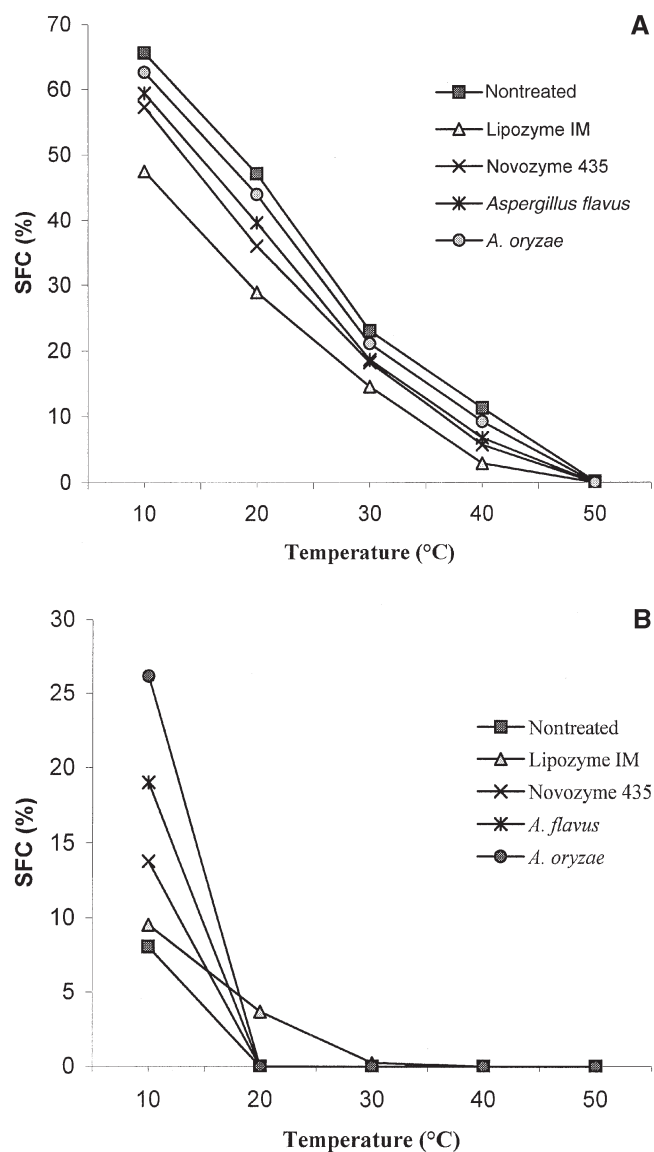 A
70
60
50
40
30
20
10
0
SFC (%)
Nontreated
Lipozyme IM
Novozyme 435
Aspergillus flavus
A. oryzae
10 20 30 40 50
Temperature (°C)
B
30
25
20
15
10
5
0
SFC (%)
Nontreated
Lipozyme IM
Novozyme 435
A. flavus
A. oryzae
10 20 30 40 50
Temperature (°C)